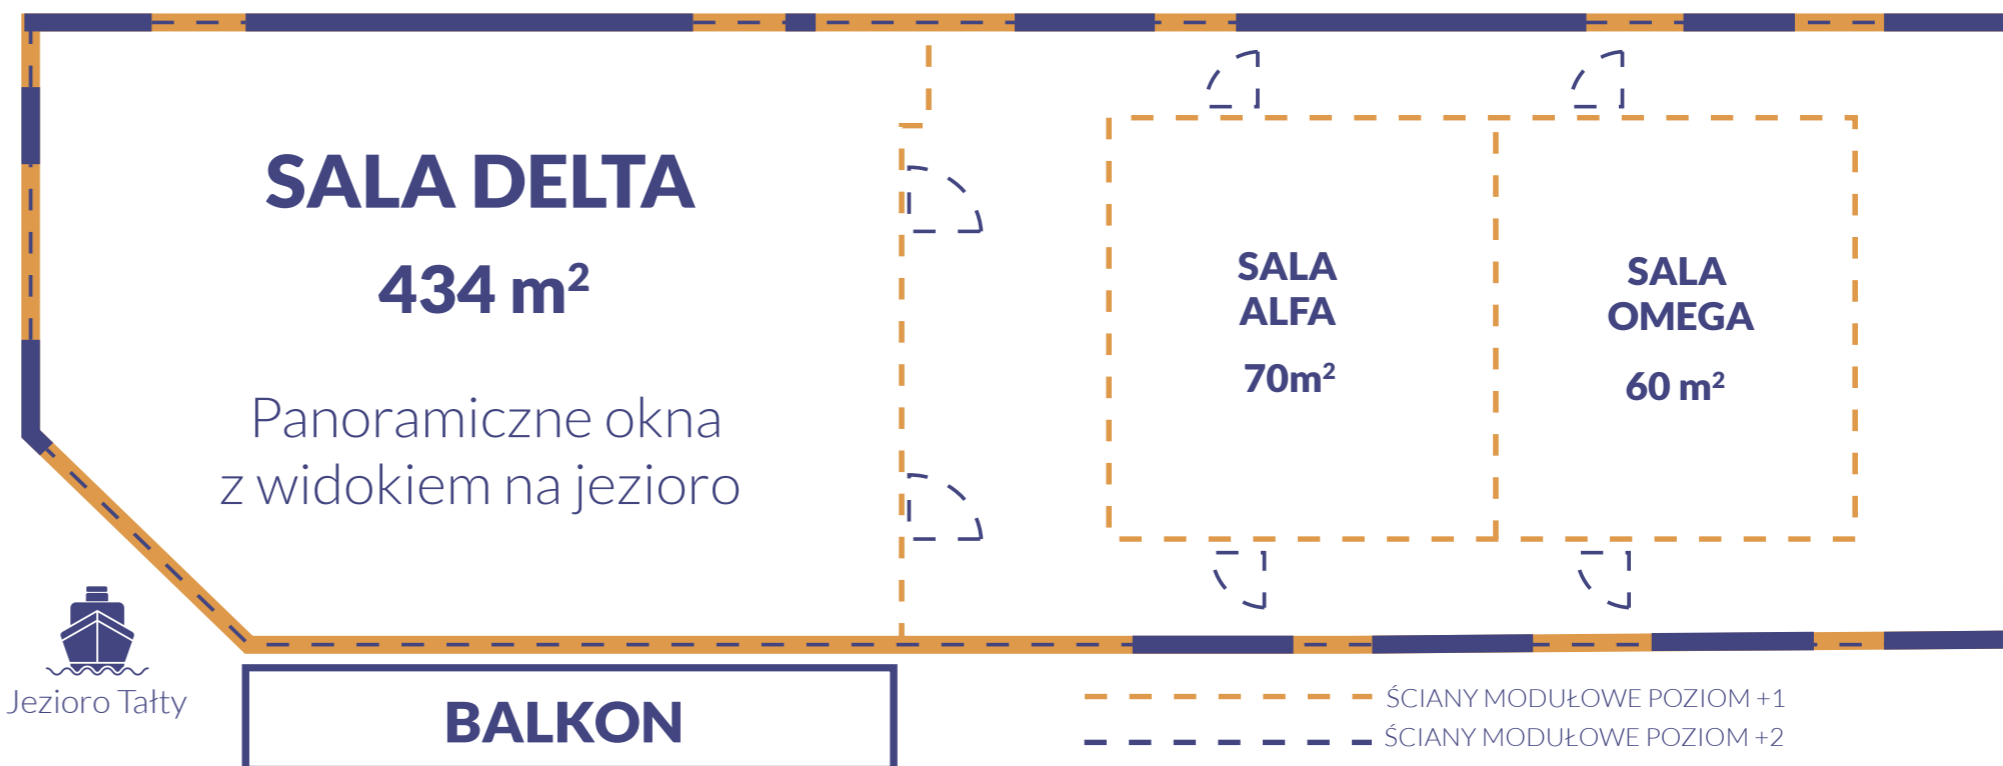 SALA DELTA
434 m²
Panoramiczne okna
z widokiem na jezioro
SALA
ALFA
70m²
SALA
OMEGA
60 m²
Jezioro Tałty
BALKON
ŚCIANY MODUŁOWE POZIOM +1
ŚCIANY MODUŁOWE POZIOM +2